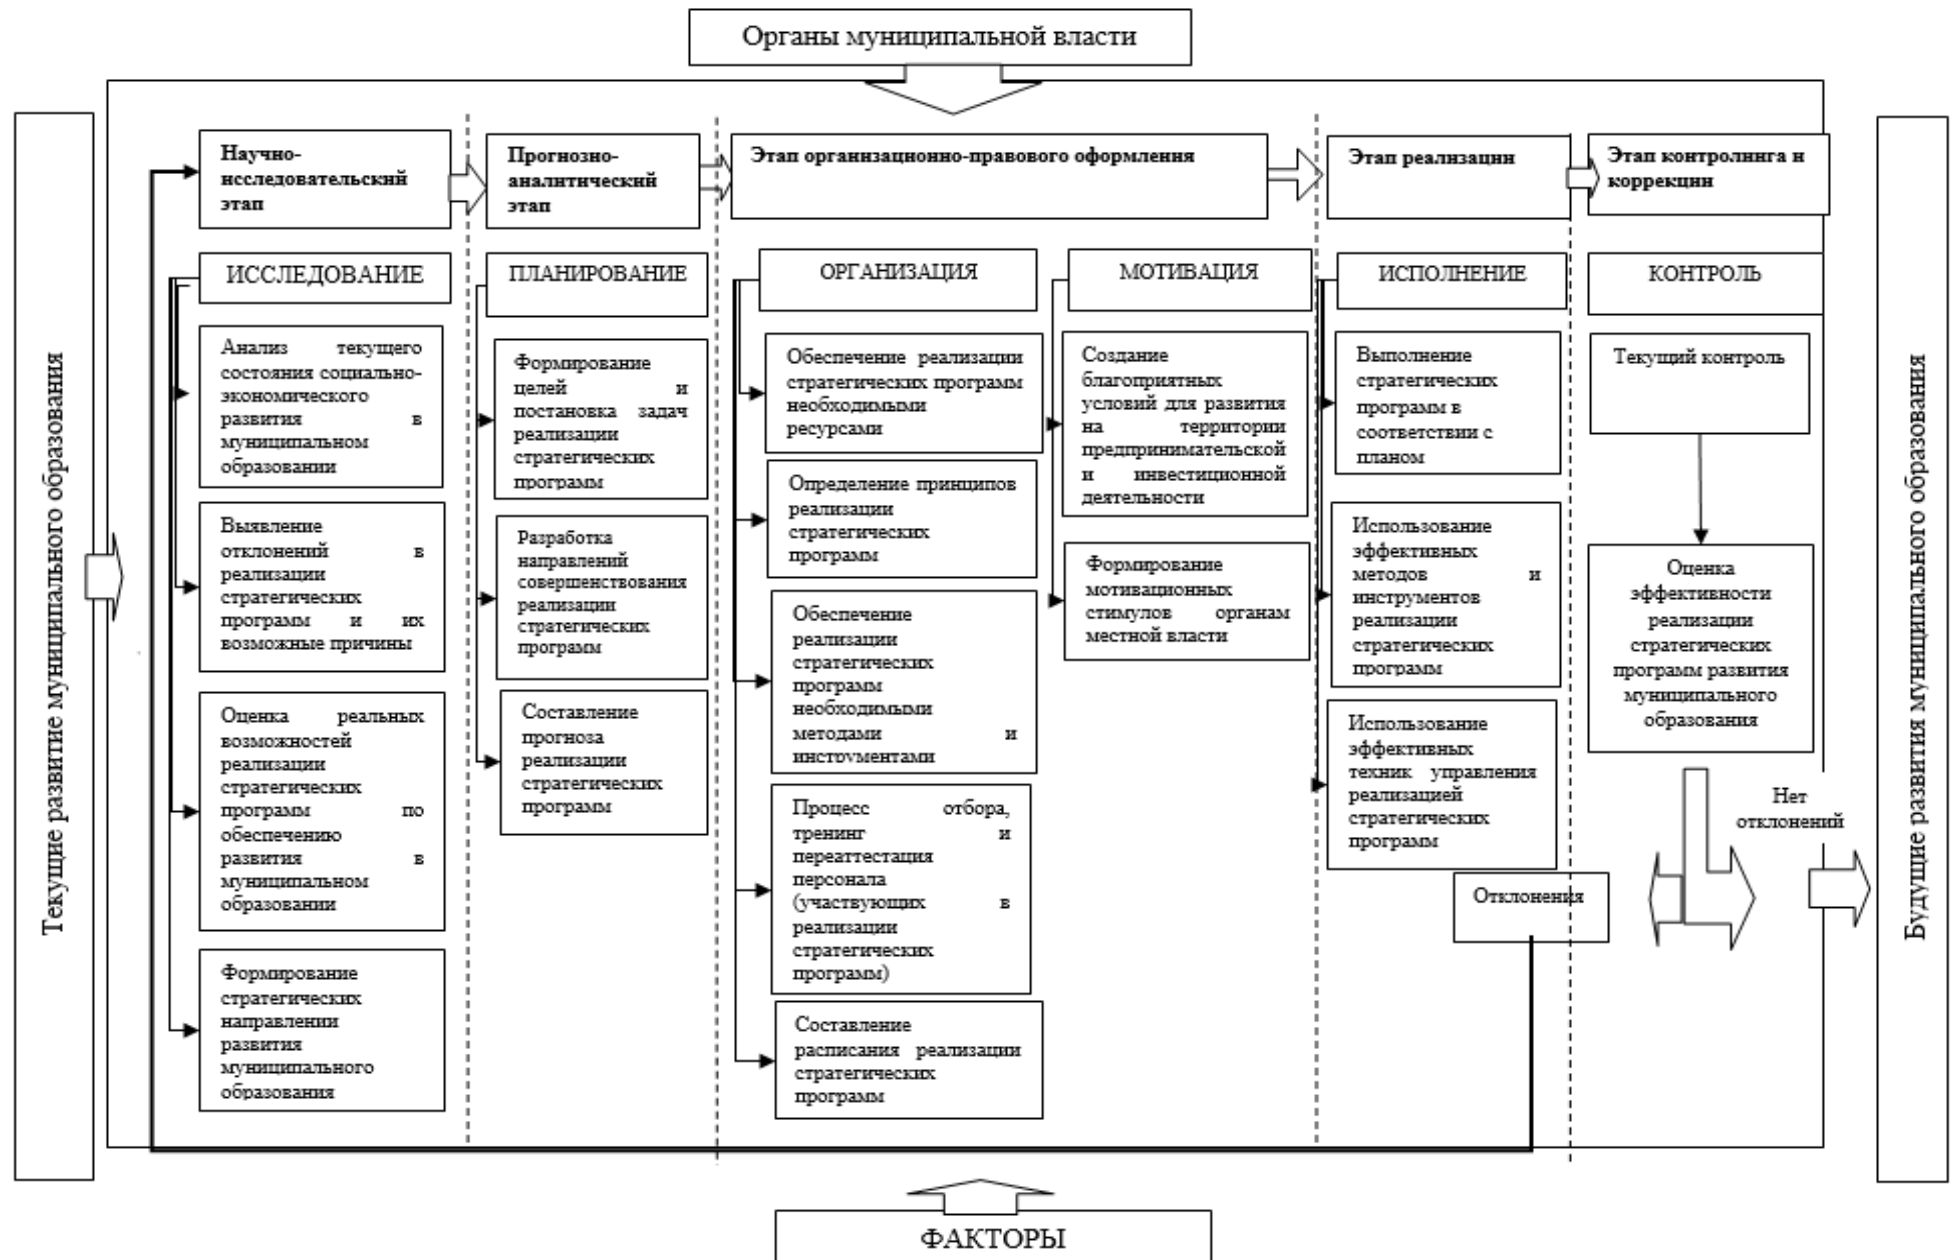 Органы муниципальной власти
Текущие развитие муниципального образования
Научно-
исследовательский
этап
Прогнозно-
аналитический
этап
Этап организационно-правового оформления
Этап реализации
Этап контролинга и
коррекции
ИССЛЕДОВАНИЕ
ПЛАНИРОВАНИЕ
ОРГАНИЗАЦИЯ
МОТИВАЦИЯ
ИСПОЛНЕНИЕ
КОНТРОЛЬ
Анализ текущего
состояния социально-
экономического
развития в
муниципальном
образовании
Выявление
отклонений в
реализации
стратегических
программ и их
возможные причины
Оценка реальных
возможностей
реализации
стратегических
программ по
обеспечению
развития в
муниципальном
образовании
Формирование
стратегических
направлении
развития
муниципального
образования
Формирование
целей и
постановка задач
реализации
стратегических
программ
Разработка
направлений
совершенствования
реализации
стратегических
программ
Составление
прогноза
реализации
стратегических
программ
Обеспечение реализации
стратегических программ
необходимыми
ресурсами
Определение принципов
реализации
стратегических
программ
Обеспечение
реализации
стратегических
программ
необходимыми
методами и
инструментами
Процесс отбора,
тренинг и
переаттестация
персонала
(участвующих в
реализации
стратегических
программ)
Составление
расписания реализации
стратегических
программ
Создание
благоприятных
условий для развития
на территории
предпринимательской
и инвестиционной
деятельности
Формирование
мотивационных
стимулов органам
местной власти
Выполнение
стратегических
программ в
соответствии с
планом
Использование
эффективных
методов и
инструментов
реализации
стратегических
программ
Использование
эффективных
техник управления
реализацией
стратегических
программ
Отклонения
Текущий контроль
Оценка
эффективности
реализации
стратегических
программ развития
муниципального
образования
Нет
отклонений
Будущие развития муниципального образования
ФАКТОРЫ